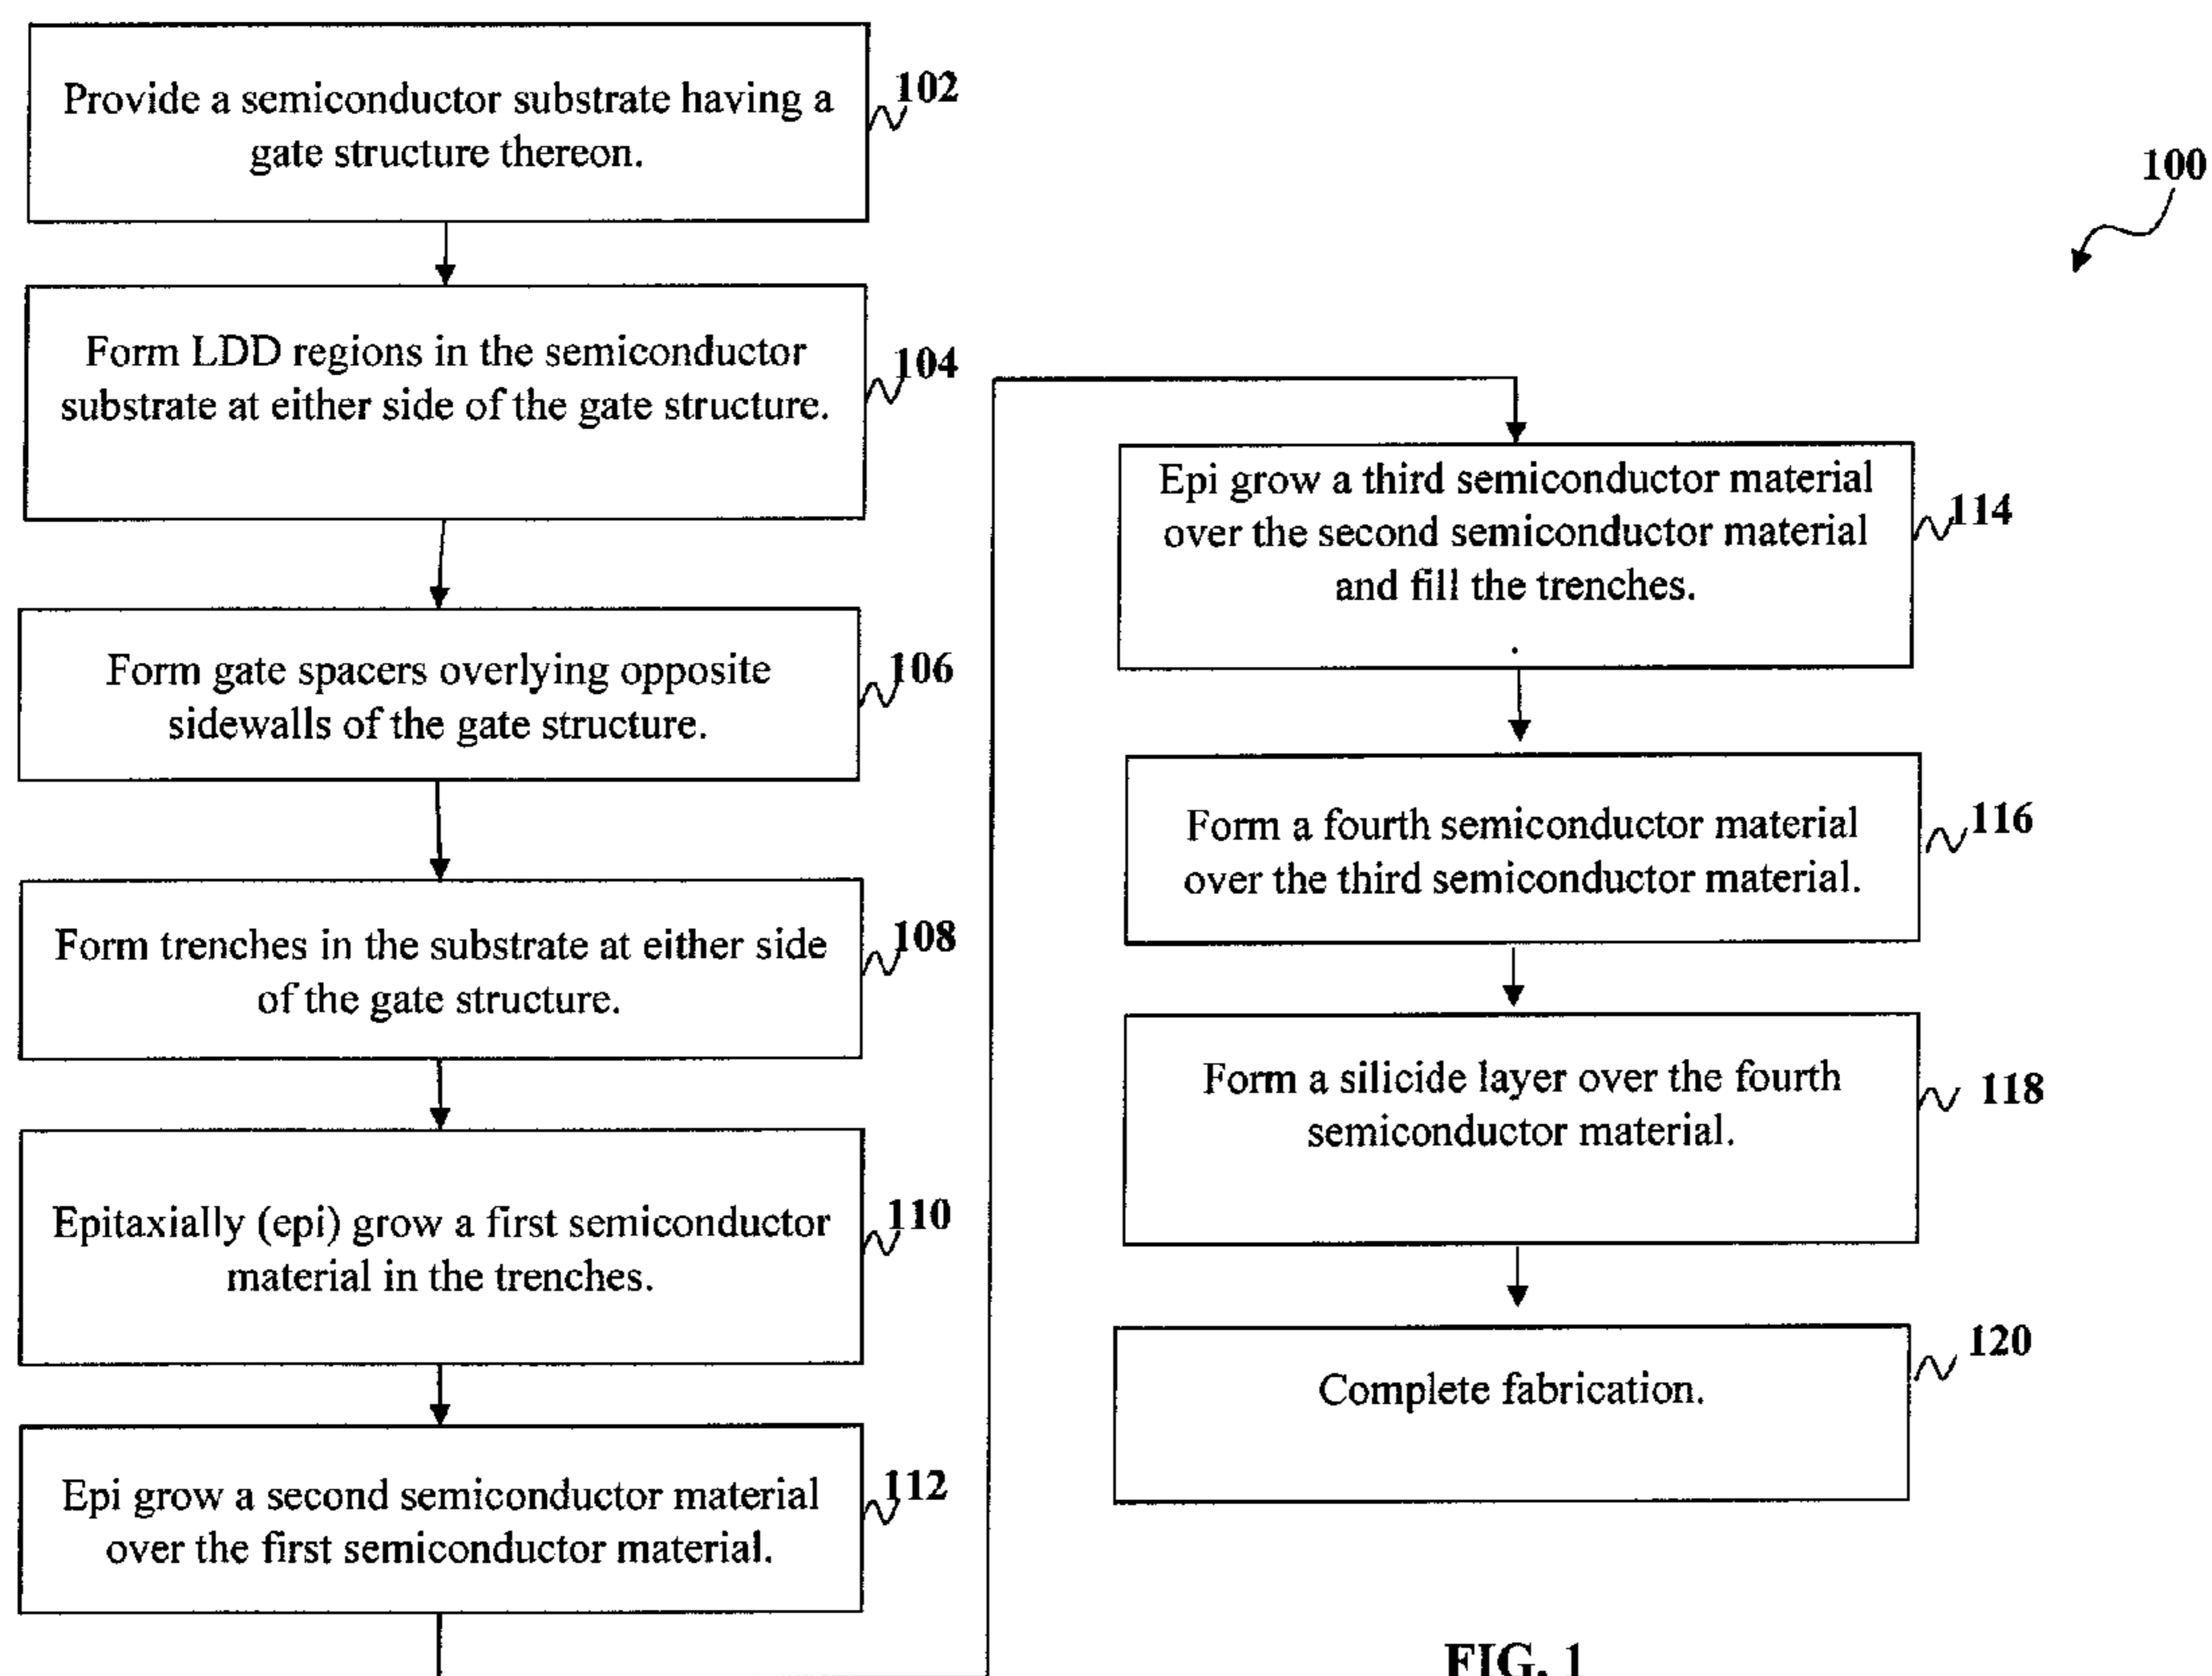 Provide a semiconductor substrate having a
gate structure thereon.
102
Form LDD regions in the semiconductor
substrate at either side of the gate structure.
104
Form gate spacers overlying opposite
sidewalls of the gate structure.
106
Form trenches in the substrate at either side
of the gate structure.
108
Epitaxially (epi) grow a first semiconductor
material in the trenches.
110
Epi grow a second semiconductor material
over the first semiconductor material.
112
100
Epi grow a third semiconductor material
over the second semiconductor material
and fill the trenches.
.
114
Form a fourth semiconductor material
over the third semiconductor material.
116
Form a silicide layer over the fourth
semiconductor material.
118
Complete fabrication.
120
FIG. 1